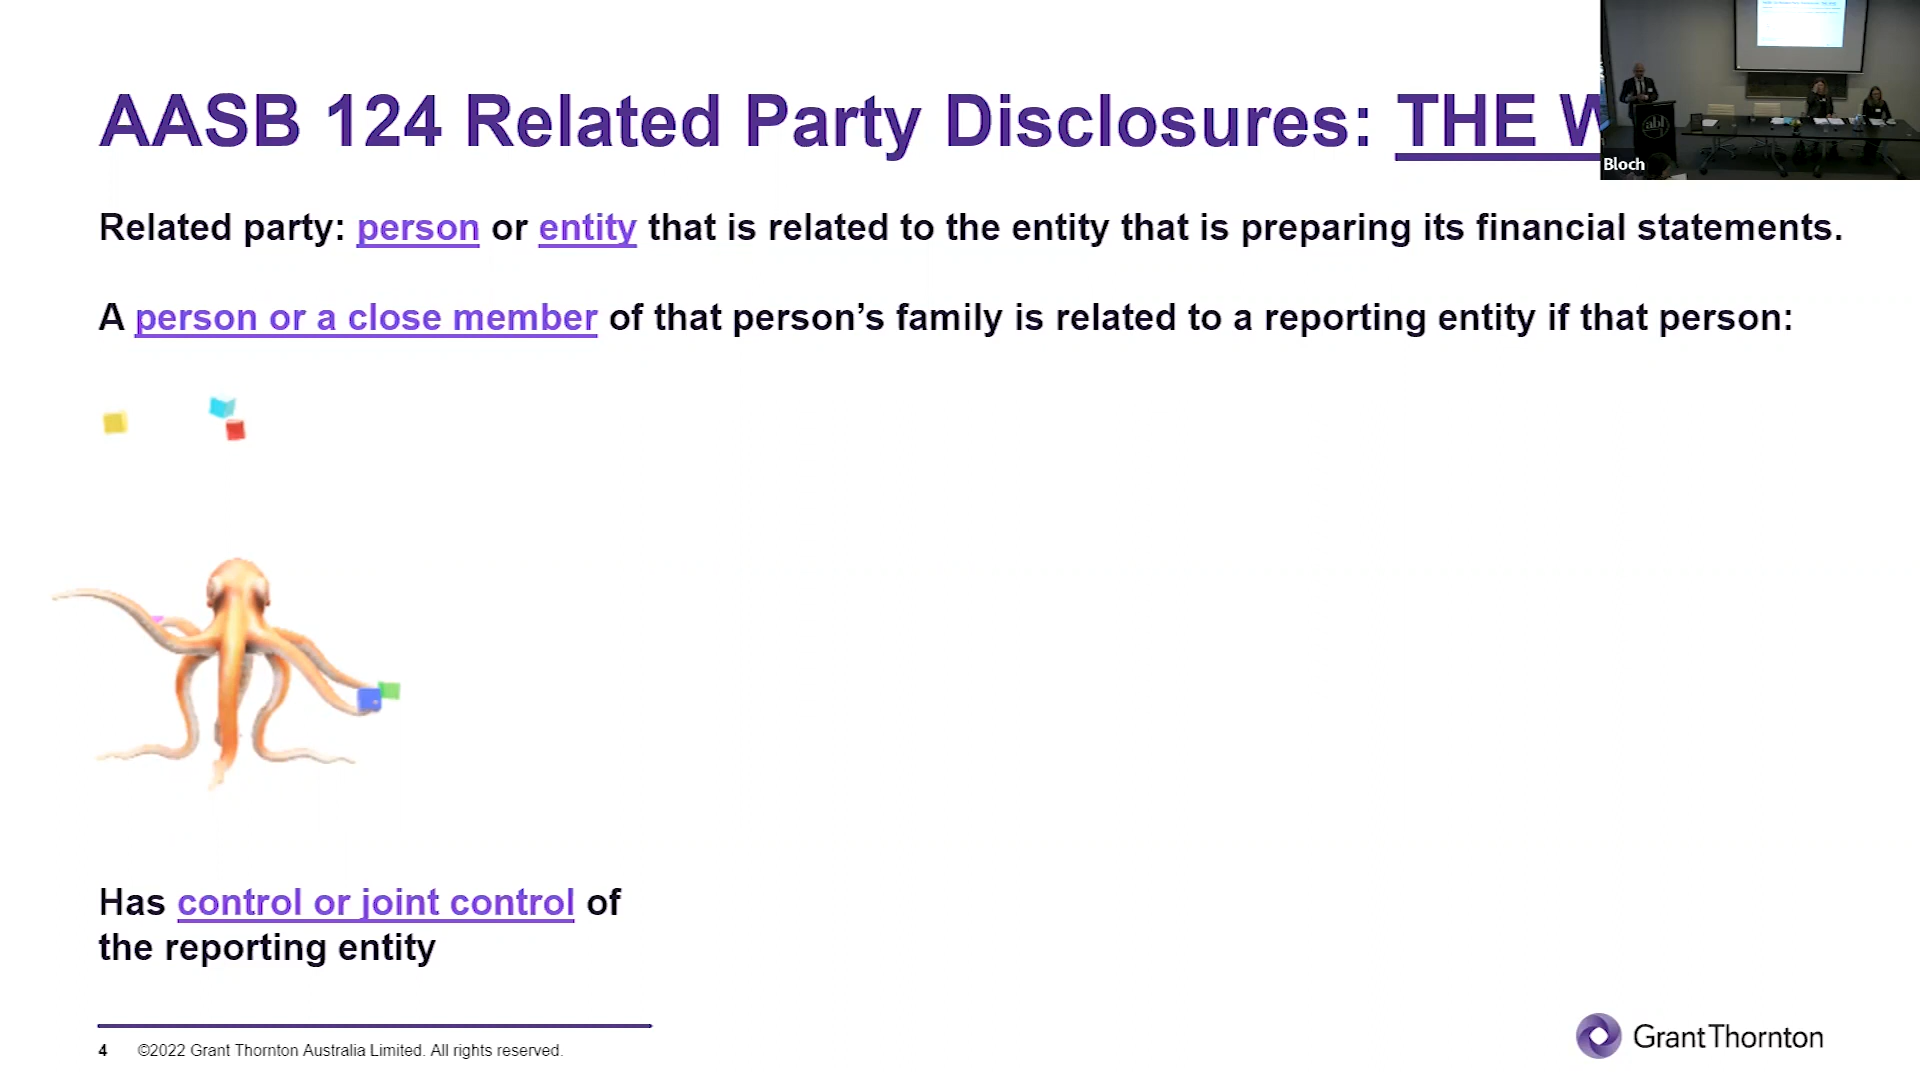 AASB 124 Related Party Disclosures: THE W
Bloch
Related party: person or entity that is related to the entity that is preparing its financial statements.
A person or a close member of that person’s family is related to a reporting entity if that person:
Has control or joint control of
the reporting entity
4 ©2022 Grant Thornton Australia Limited. All rights reserved.
Grant Thornton